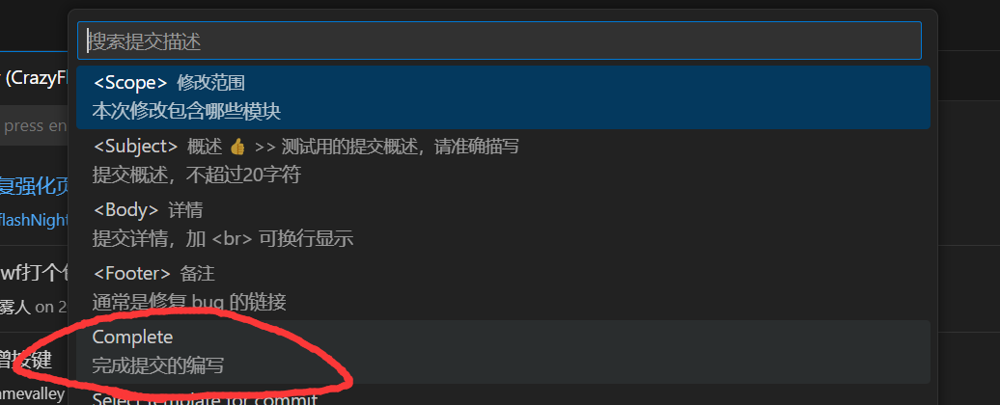 搜索提交描述
(CrazyFl
<Scope> 修改范围
本次修改包含哪些模块
press en
<Subject> 概述 👍 >> 测试用的提交概述，请准确描写
提交概述，不超过20字符
复强化页
flashNight
<Body> 详情
提交详情，加 <br> 可换行显示
wf打个包
<Footer> 备注
通常是修复 bug 的链接
雾人 on 2
Complete
完成提交的编写
增按键
amevalley
Select template for commit